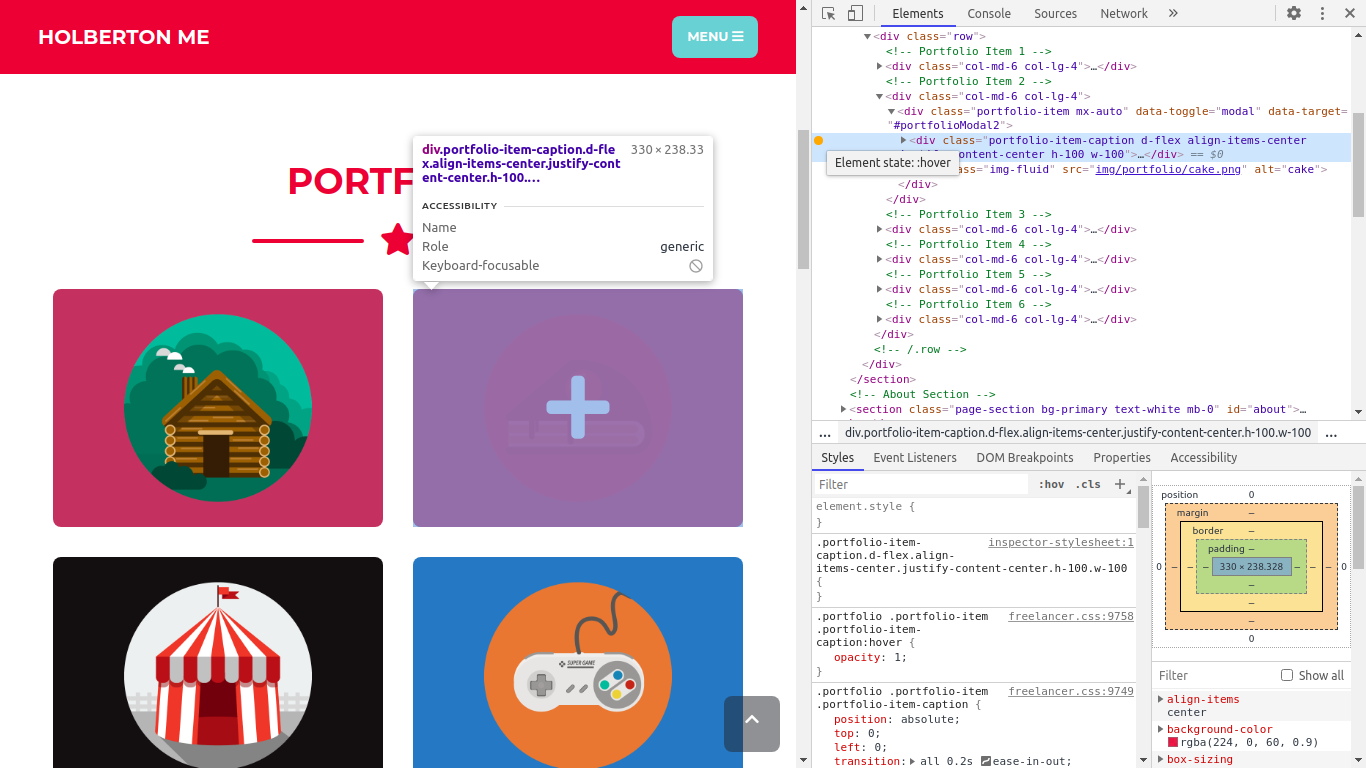 HOLBERTON ME
MENU
PORTF
div.portfolio-item-caption.d-fle 330 × 238.33
x.align-items-center.justify-cont
ent-center.h-100.…
ACCESSIBILITY
Name
Role generic
Keyboard-focusable
SUPER GAME
Elements Console Sources Network »
<div class="row">
<!-- Portfolio Item 1 -->
<div class="col-md-6 col-lg-4">…</div>
<!-- Portfolio Item 2 -->
<div class="col-md-6 col-lg-4">
<div class="portfolio-item mx-auto" data-toggle="modal" data-target=
"#portfolioModal2">
<div class="portfolio-item-caption d-flex align-items-center
ontent-center h-100 w-100">…</div> == $0
Element state: :hover
ass="img-fluid" src="img/portfolio/cake.png" alt="cake">
</div>
</div>
<!-- Portfolio Item 3 -->
<div class="col-md-6 col-lg-4">…</div>
<!-- Portfolio Item 4 -->
<div class="col-md-6 col-lg-4">…</div>
<!-- Portfolio Item 5 -->
<div class="col-md-6 col-lg-4">…</div>
<!-- Portfolio Item 6 -->
<div class="col-md-6 col-lg-4">…</div>
</div>
<!-- /.row -->
</div>
</section>
<!-- About Section -->
<section class="page-section bg-primary text-white mb-0" id="about">…
… div.portfolio-item-caption.d-flex.align-items-center.justify-content-center.h-100.w-100 …
Styles Event Listeners DOM Breakpoints Properties Accessibility
Filter :hov .cls +
element.style {
}
.portfolio-item- inspector-stylesheet:1
caption.d-flex.align-
items-center.justify-content-center.h-100.w-100
{
}
.portfolio .portfolio-item freelancer.css:9758
.portfolio-item-
caption:hover {
opacity: 1;
}
.portfolio .portfolio-item freelancer.css:9749
.portfolio-item-caption {
position: absolute;
top: 0;
left: 0;
transition: all 0.2s ease-in-out;
position 0
margin –
border –
padding –
0 – – – 330 × 238.328 – – – 0
–
–
–
0
Filter Show all
align-items
center
background-color
rgba(224, 0, 60, 0.9)
box-sizing